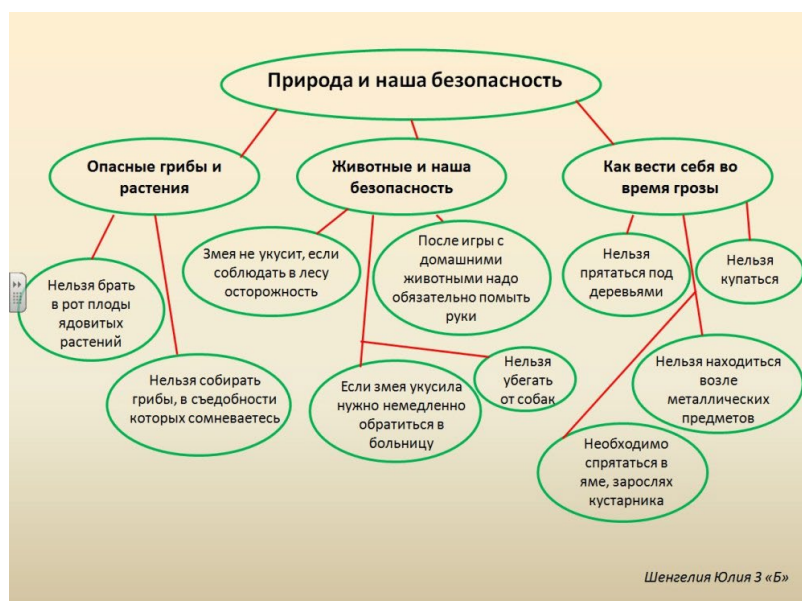 Природа и наша безопасность
Опасные грибы и
растения
Животные и наша
безопасность
Как вести себя во
время грозы
Нельзя брать
в рот плоды
ядовитых
растений
Нельзя собирать
грибы, в съедобности
которых сомневаетесь
Змея не укусит, если
соблюдать в лесу
осторожность
После игры с
домашними
животными надо
обязательно помыть
руки
Если змея укусила
нужно немедленно
обратиться в
больницу
Нельзя
убегать
от собак
Нельзя
прятаться под
деревьями
Нельзя
купаться
Нельзя находиться
возле
металлических
предметов
Необходимо
спрятаться в
яме, зарослях
кустарника
Шенгелия Юлия 3 «Б»